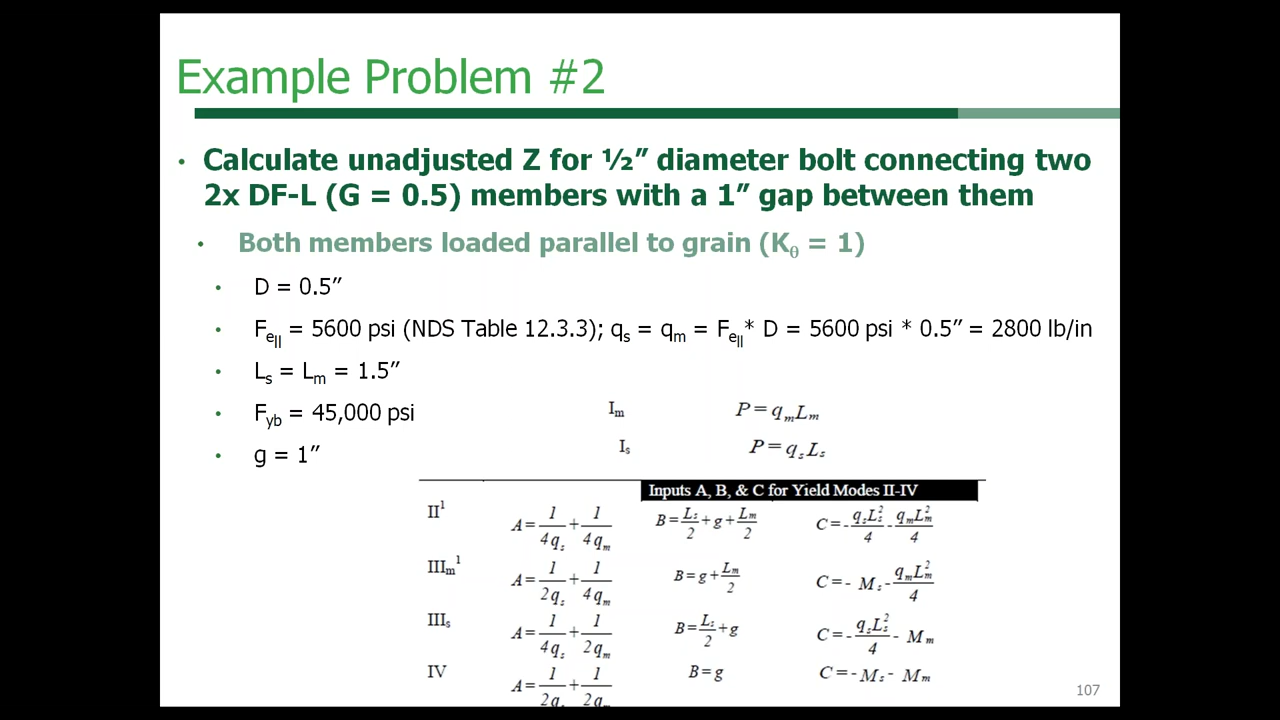 Example Problem #2
• Calculate unadjusted Z for ½″ diameter bolt connecting two
2x DF-L (G = 0.5) members with a 1″ gap between them
• Both members loaded parallel to grain (Kθ = 1)
• D = 0.5″
• Fe|| = 5600 psi (NDS Table 12.3.3); qs = qm = Fe||* D = 5600 psi * 0.5″ = 2800 lb/in
• Ls = Lm = 1.5″
• Fyb = 45,000 psi
• g = 1″
Im P = qmLm
Is P = qsLs
Inputs A, B, & C for Yield Modes II-IV
II¹ A = 1/4qs + 1/4qm B = Ls/2 + g + Lm/2 C = - qsLs²/4 - qmLm²/4
IIIm¹ A = 1/2qs + 1/4qm B = g + Lm/2 C = - Ms - qmLm²/4
IIIs A = 1/4qs + 1/2qm B = Ls/2 + g C = - qsLs²/4 - Mm
IV A = 1/2qs + 1/2qm B = g C = - Ms - Mm
107